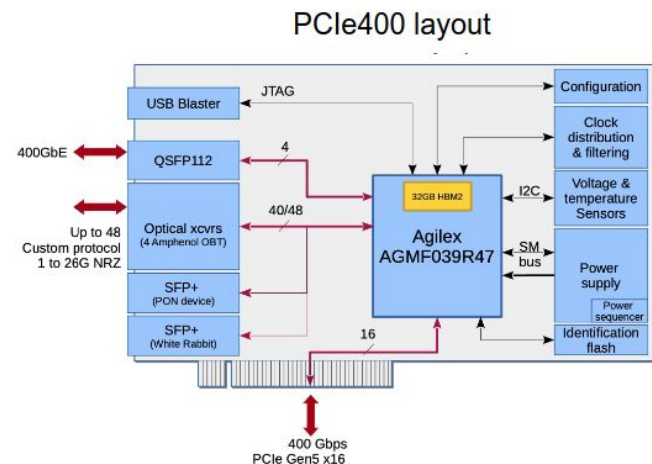 PCIe400 layout
USB Blaster
JTAG
Configuration
400GbE
QSFP112
4
Clock
distribution
& filtering
32GB HBM2
Agilex
AGMF039R47
I2C
Voltage &
temperature
Sensors
Up to 48
Custom protocol
1 to 26G NRZ
Optical xcvrs
(4 Amphenol OBT)
40/48
SM
bus
Power
supply
Power
sequencer
SFP+
(PON device)
SFP+
(White Rabbit)
16
Identification
flash
400 Gbps
PCIe Gen5 x16